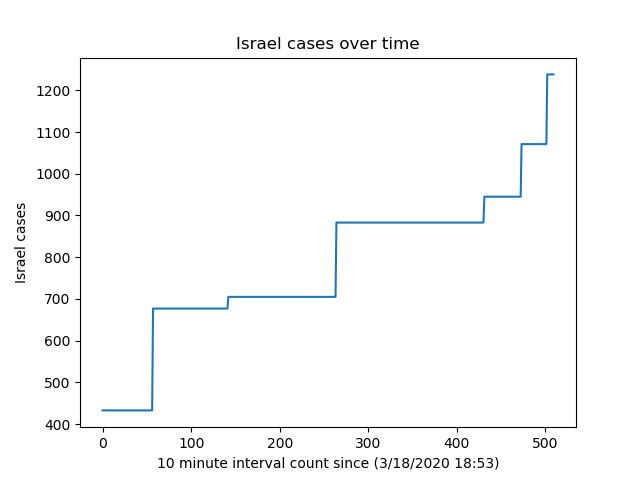 Israel cases over time
1200
1100
1000
900
800
700
600
500
400
Israel cases
0 100 200 300 400 500
10 minute interval count since (3/18/2020 18:53)